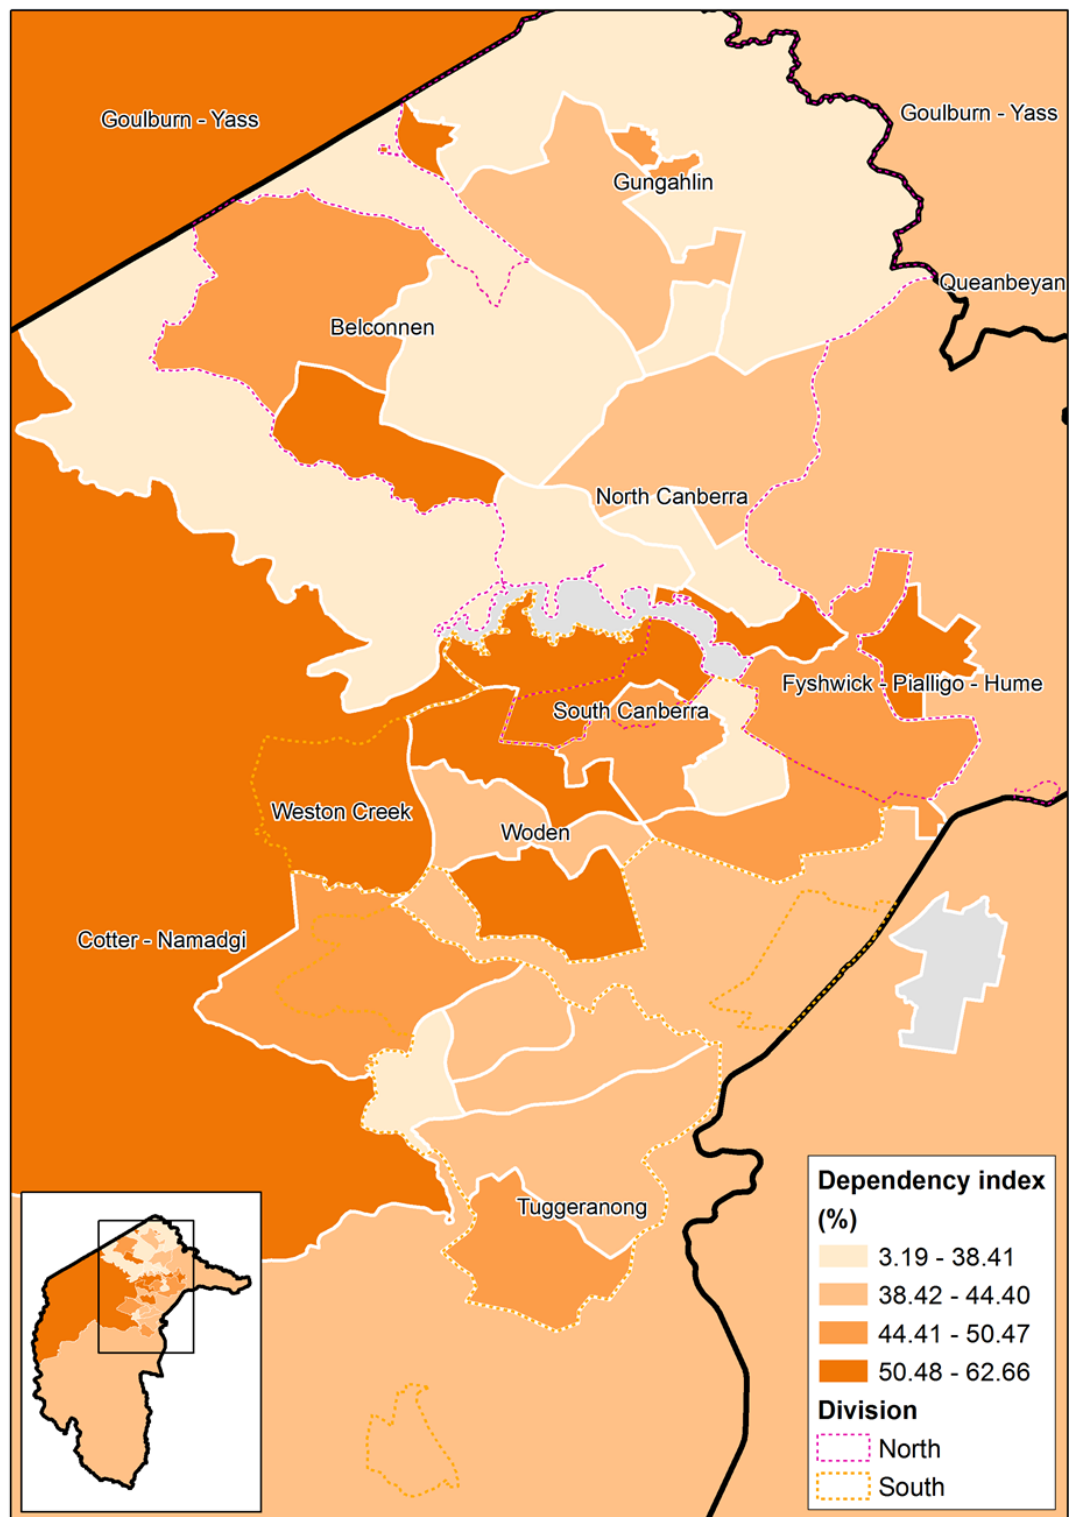 Goulburn - Yass
Goulburn - Yass
Gungahlin
Queanbeyan
Belconnen
North Canberra
Fyshwick - Pialligo - Hume
South Canberra
Weston Creek
Woden
Cotter - Namadgi
Tuggeranong
Dependency index
(%)
3.19 - 38.41
38.42 - 44.40
44.41 - 50.47
50.48 - 62.66
Division
North
South